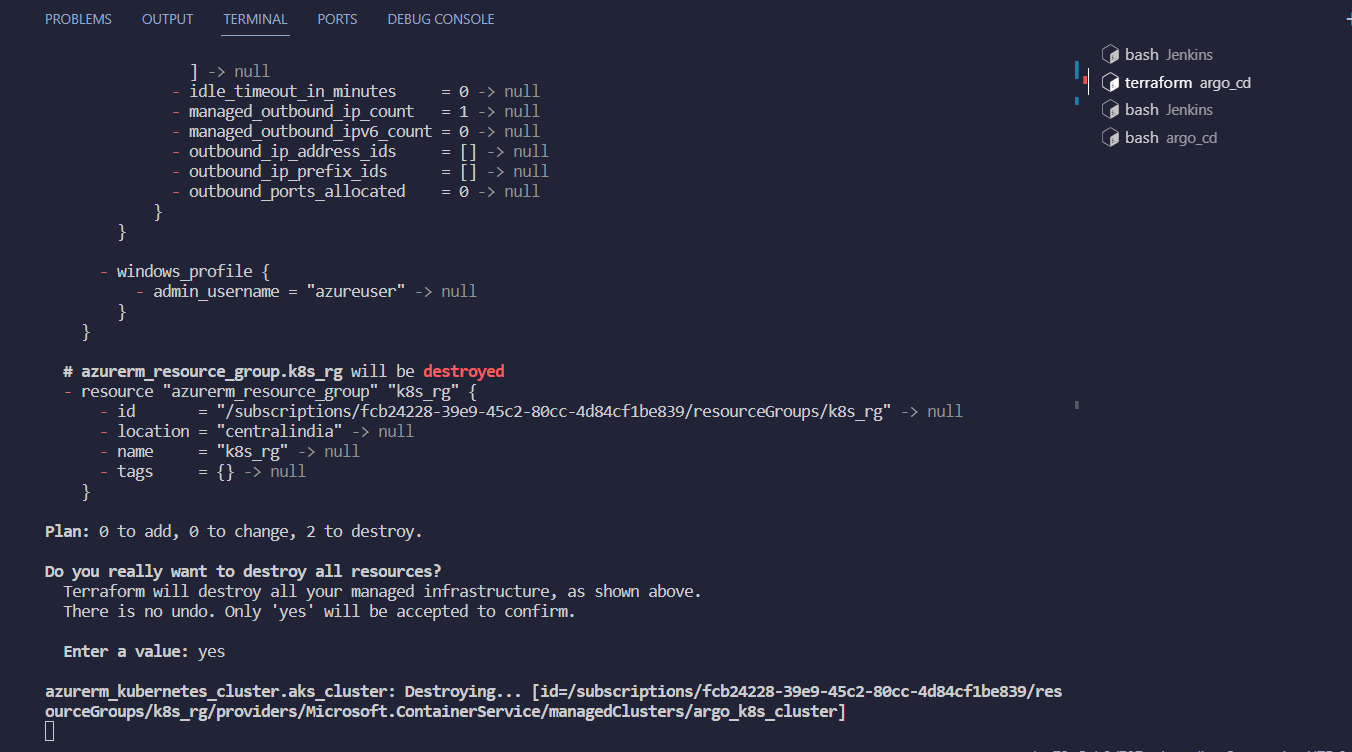 PROBLEMS OUTPUT TERMINAL PORTS DEBUG CONSOLE
] -> null
- idle_timeout_in_minutes = 0 -> null
- managed_outbound_ip_count = 1 -> null
- managed_outbound_ipv6_count = 0 -> null
- outbound_ip_address_ids = [] -> null
- outbound_ip_prefix_ids = [] -> null
- outbound_ports_allocated = 0 -> null
}
}
- windows_profile {
- admin_username = "azureuser" -> null
}
}
# azurerm_resource_group.k8s_rg will be destroyed
- resource "azurerm_resource_group" "k8s_rg" {
- id = "/subscriptions/fcb24228-39e9-45c2-80cc-4d84cf1be839/resourceGroups/k8s_rg" -> null
- location = "centralindia" -> null
- name = "k8s_rg" -> null
- tags = {} -> null
}
Plan: 0 to add, 0 to change, 2 to destroy.
Do you really want to destroy all resources?
Terraform will destroy all your managed infrastructure, as shown above.
There is no undo. Only 'yes' will be accepted to confirm.
Enter a value: yes
azurerm_kubernetes_cluster.aks_cluster: Destroying... [id=/subscriptions/fcb24228-39e9-45c2-80cc-4d84cf1be839/res
ourceGroups/k8s_rg/providers/Microsoft.ContainerService/managedClusters/argo_k8s_cluster]
bash Jenkins
terraform argo_cd
bash Jenkins
bash argo_cd